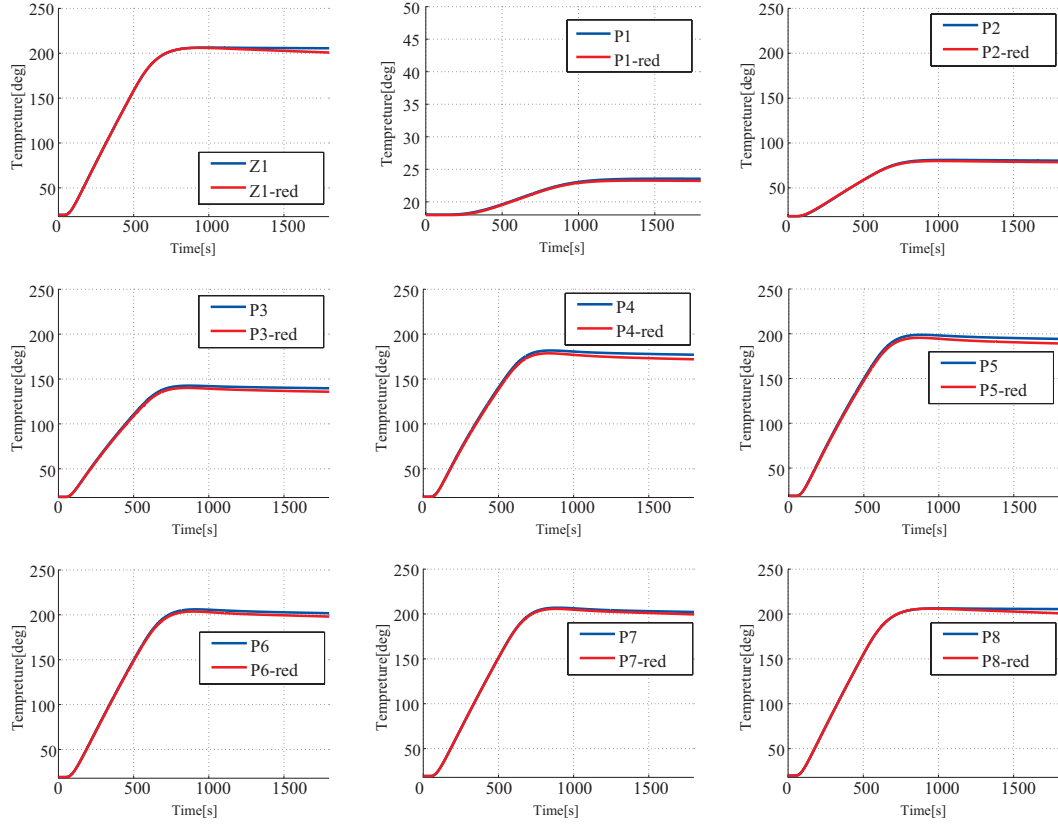 250
200
150
100
50
0 500 1000 1500
Tempreture[deg]
Time[s]
Z1
Z1-red
50
45
40
35
30
25
20
0 500 1000 1500
Tempreture[deg]
Time[s]
P1
P1-red
250
200
150
100
50
0 500 1000 1500
Tempreture[deg]
Time[s]
P2
P2-red
250
200
150
100
50
0 500 1000 1500
Tempreture[deg]
Time[s]
P3
P3-red
250
200
150
100
50
0 500 1000 1500
Tempreture[deg]
Time[s]
P4
P4-red
250
200
150
100
50
0 500 1000 1500
Tempreture[deg]
Time[s]
P5
P5-red
250
200
150
100
50
0 500 1000 1500
Tempreture[deg]
Time[s]
P6
P6-red
250
200
150
100
50
0 500 1000 1500
Tempreture[deg]
Time[s]
P7
P7-red
250
200
150
100
50
0 500 1000 1500
Tempreture[deg]
Time[s]
P8
P8-red